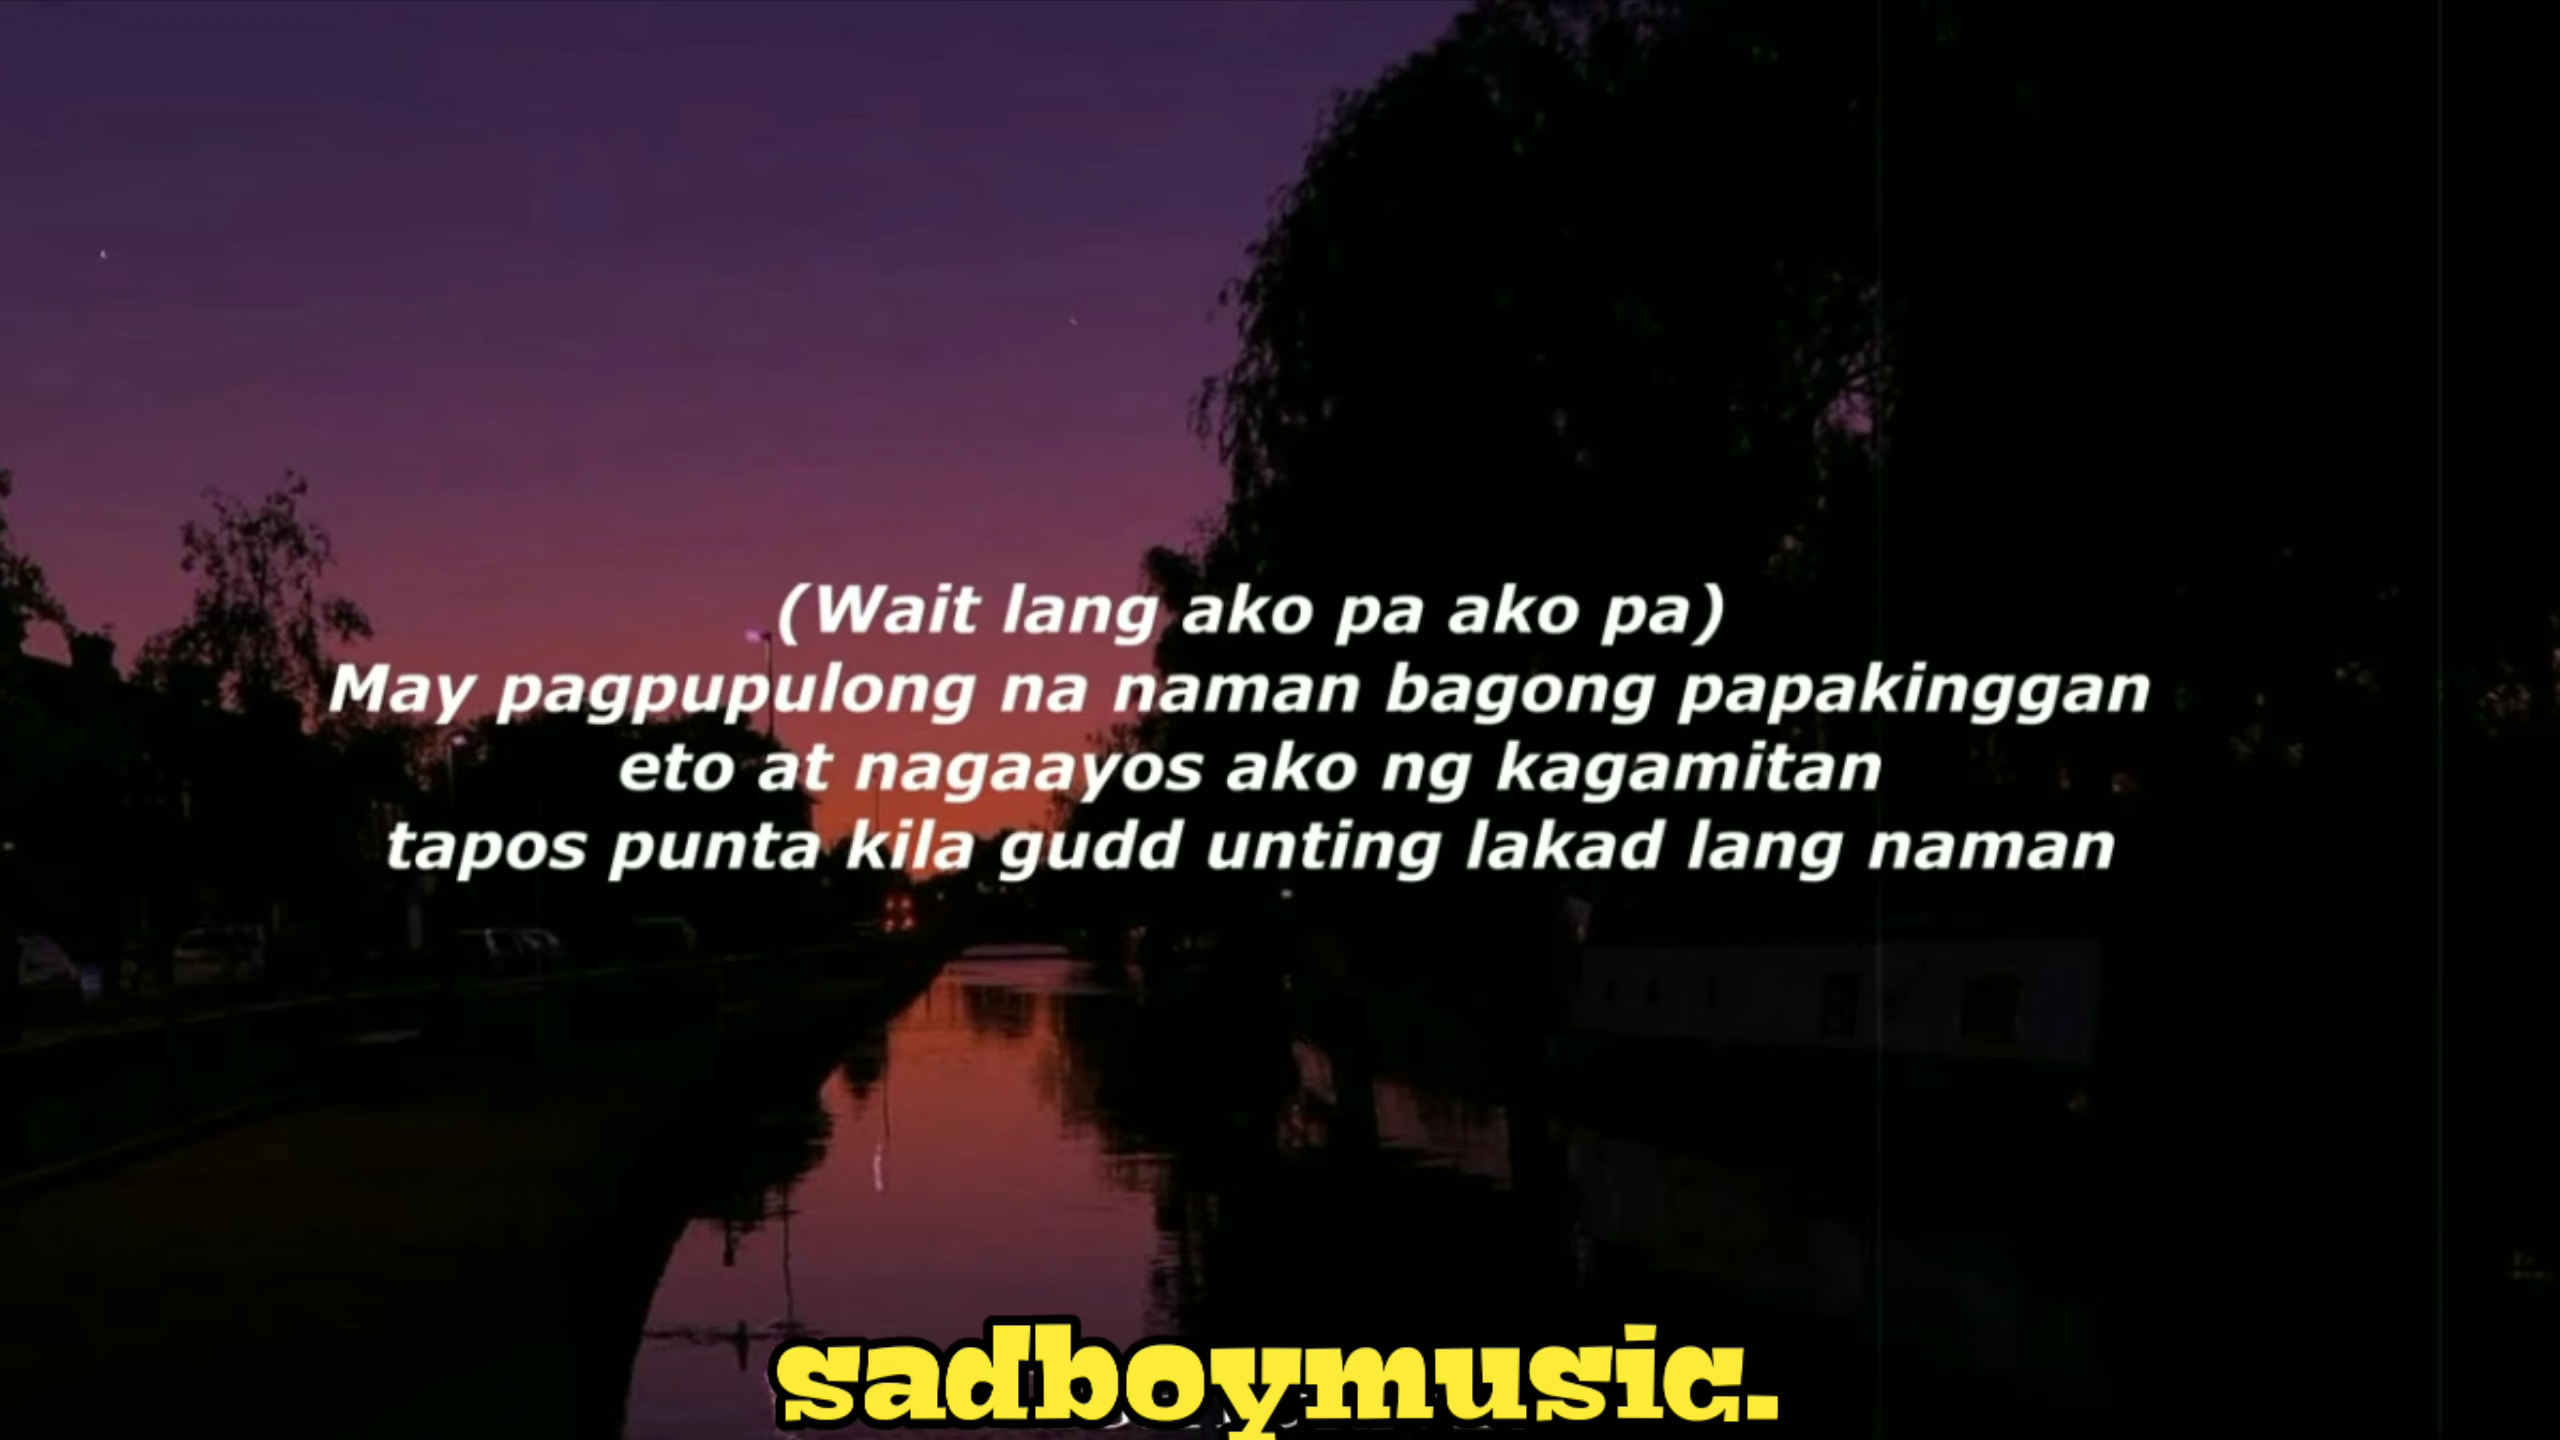 (Wait lang ako pa ako pa)
May pagpupulong na naman bagong papakinggan
eto at nagaayos ako ng kagamitan
tapos punta kila gudd unting lakad lang naman
sadboymusic.